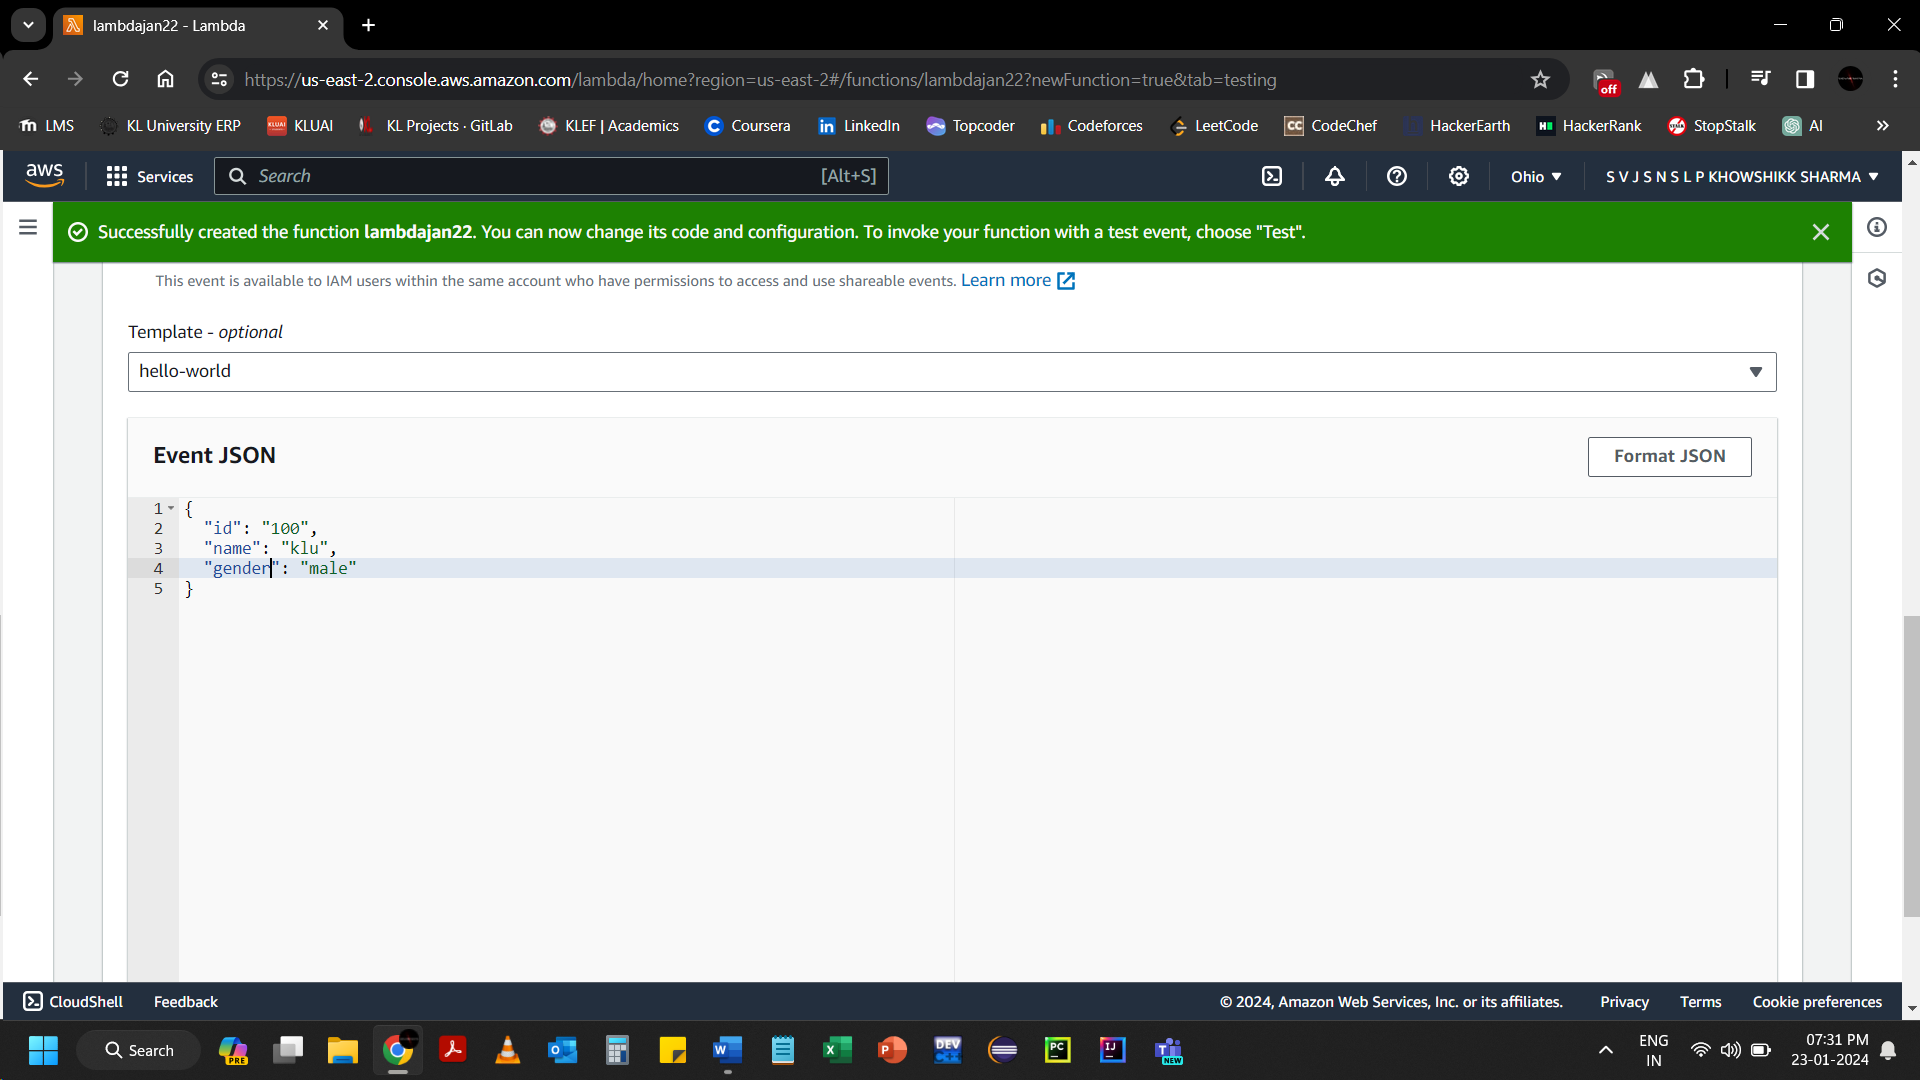 lambdajan22 - Lambda
https://us-east-2.console.aws.amazon.com/lambda/home?region=us-east-2#/functions/lambdajan22?newFunction=true&tab=testing
off
LMS KL University ERP KLUAI KL Projects · GitLab KLEF | Academics Coursera LinkedIn Topcoder Codeforces LeetCode CodeChef HackerEarth HackerRank StopStalk AI
aws Services Search [Alt+S] Ohio S V J S N S L P KHOWSHIKK SHARMA
Successfully created the function lambdajan22. You can now change its code and configuration. To invoke your function with a test event, choose "Test".
This event is available to IAM users within the same account who have permissions to access and use shareable events. Learn more
Template - optional
hello-world
Event JSON
Format JSON
1 {
2 "id": "100",
3 "name": "klu",
4 "gender": "male"
5 }
CloudShell Feedback © 2024, Amazon Web Services, Inc. or its affiliates. Privacy Terms Cookie preferences
Search ENG
IN
07:31 PM
23-01-2024